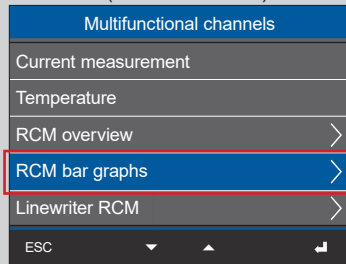 Multifunctional channels
Current measurement
Temperature
RCM overview
RCM bar graphs
Linewriter RCM
ESC